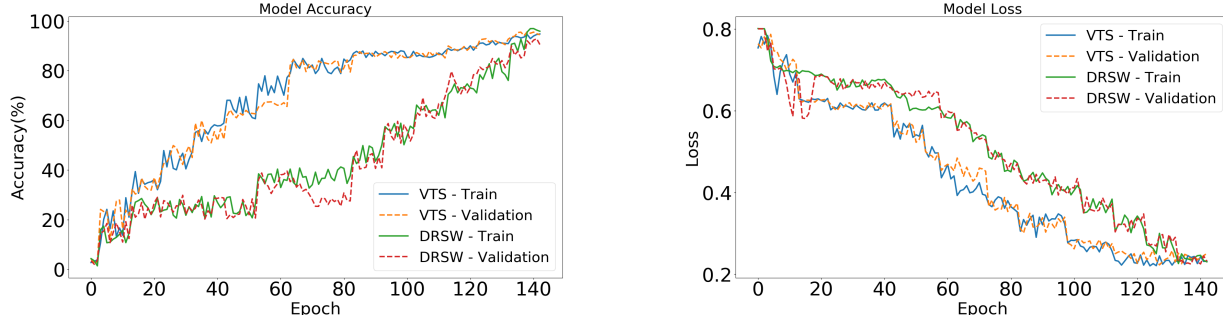 Model Accuracy
100
80
60
40
20
0
Accuracy(%)
0 20 40 60 80 100 120 140
Epoch
VTS - Train
VTS - Validation
DRSW - Train
DRSW - Validation
Model Loss
0.8
0.6
0.4
0.2
Loss
0 20 40 60 80 100 120 140
Epoch
VTS - Train
VTS - Validation
DRSW - Train
DRSW - Validation